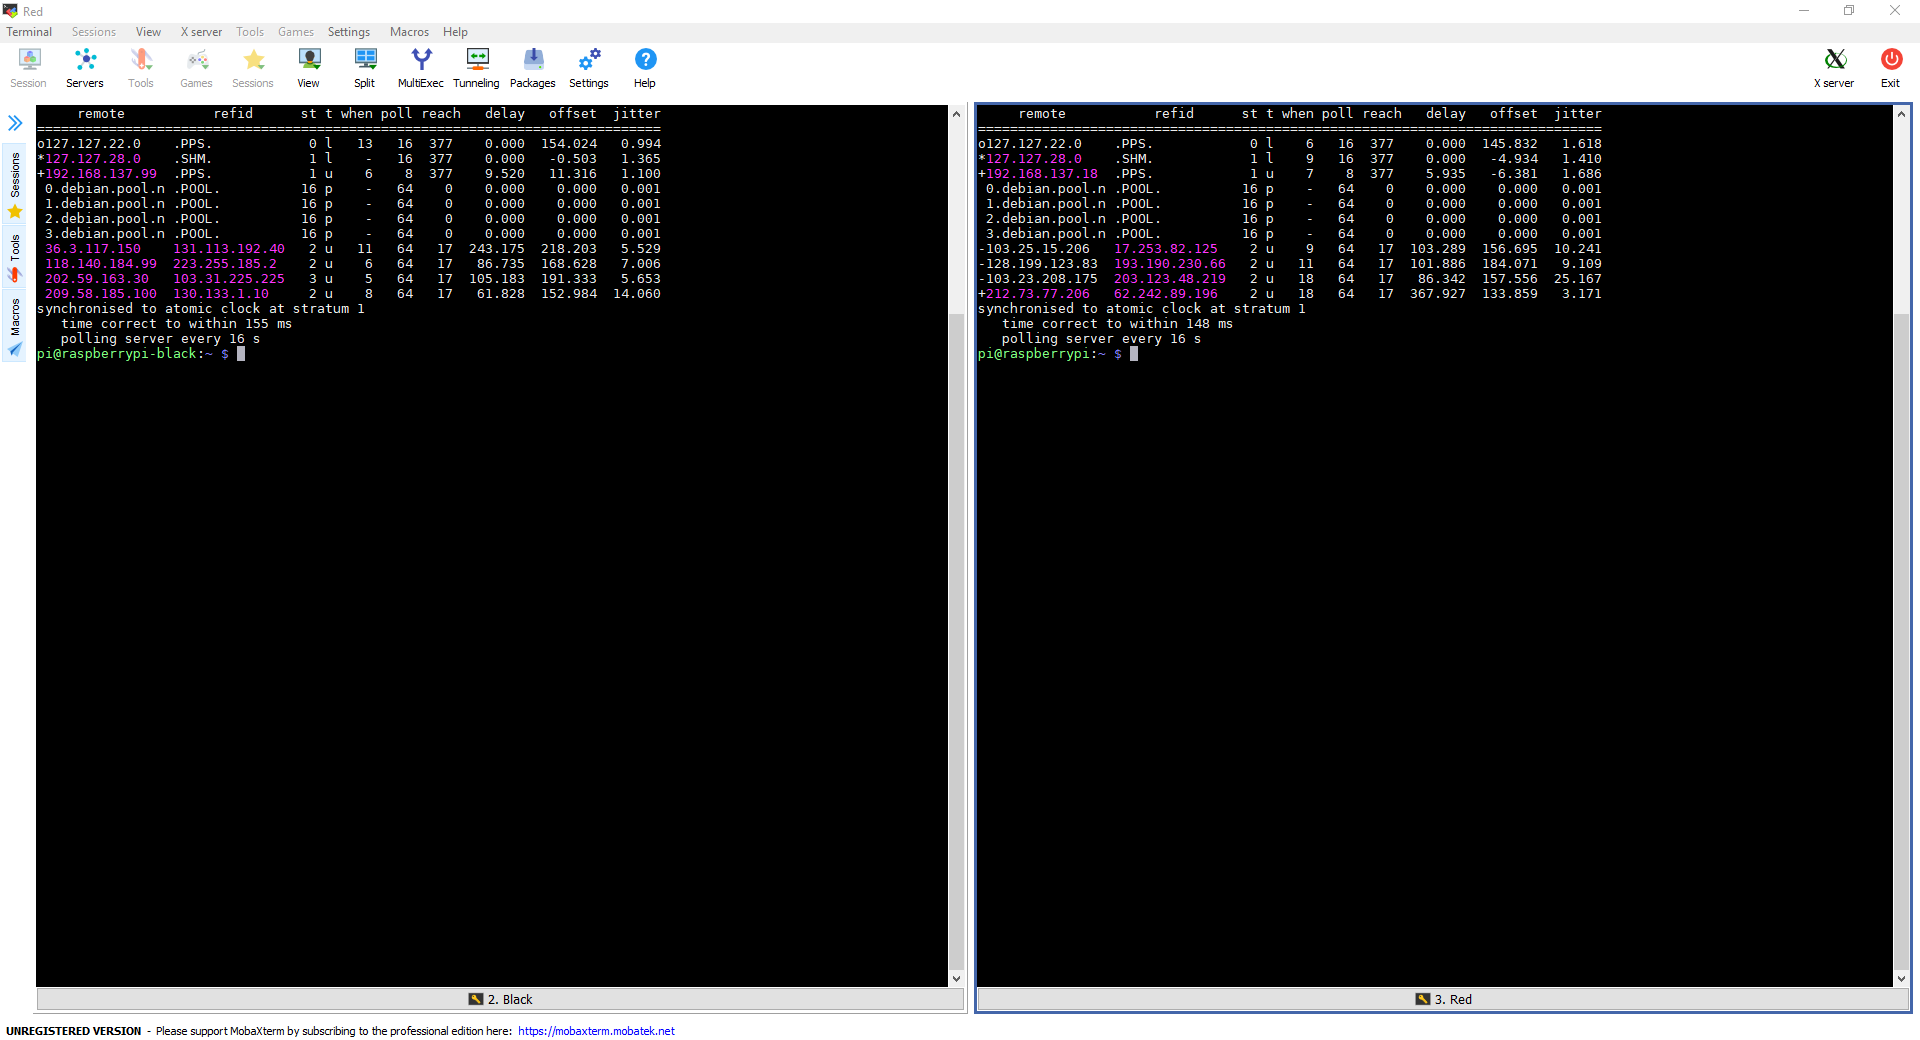 Red
Terminal Sessions View X server Tools Games Settings Macros Help
Session Servers Tools Games Sessions View Split MultiExec Tunneling Packages Settings Help X server Exit
Sessions
Tools
Macros
     remote           refid      st t when poll reach   delay   offset  jitter
==============================================================================
o127.127.22.0    .PPS.            0 l   13   16  377    0.000  154.024   0.994
*127.127.28.0    .SHM.            1 l    -   16  377    0.000   -0.503   1.365
+192.168.137.99  .PPS.            1 u    6    8  377    9.520   11.316   1.100
 0.debian.pool.n .POOL.          16 p    -   64    0    0.000    0.000   0.001
 1.debian.pool.n .POOL.          16 p    -   64    0    0.000    0.000   0.001
 2.debian.pool.n .POOL.          16 p    -   64    0    0.000    0.000   0.001
 3.debian.pool.n .POOL.          16 p    -   64    0    0.000    0.000   0.001
 36.3.117.150    131.113.192.40   2 u   11   64   17  243.175  218.203   5.529
 118.140.184.99  223.255.185.2    2 u    6   64   17   86.735  168.628   7.006
 202.59.163.30   103.31.225.225   3 u    5   64   17  105.183  191.333   5.653
 209.58.185.100  130.133.1.10     2 u    8   64   17   61.828  152.984  14.060
synchronised to atomic clock at stratum 1
   time correct to within 155 ms
   polling server every 16 s
pi@raspberrypi-black:~ $
2. Black
     remote           refid      st t when poll reach   delay   offset  jitter
==============================================================================
o127.127.22.0    .PPS.            0 l    6   16  377    0.000  145.832   1.618
*127.127.28.0    .SHM.            1 l    9   16  377    0.000   -4.934   1.410
+192.168.137.18  .PPS.            1 u    7    8  377    5.935   -6.381   1.686
 0.debian.pool.n .POOL.          16 p    -   64    0    0.000    0.000   0.001
 1.debian.pool.n .POOL.          16 p    -   64    0    0.000    0.000   0.001
 2.debian.pool.n .POOL.          16 p    -   64    0    0.000    0.000   0.001
 3.debian.pool.n .POOL.          16 p    -   64    0    0.000    0.000   0.001
-103.25.15.206   17.253.82.125    2 u    9   64   17  103.289  156.695  10.241
-128.199.123.83  193.190.230.66   2 u   11   64   17  101.886  184.071   9.109
-103.23.208.175  203.123.48.219   2 u   18   64   17   86.342  157.556  25.167
+212.73.77.206   62.242.89.196    2 u   18   64   17  367.927  133.859   3.171
synchronised to atomic clock at stratum 1
   time correct to within 148 ms
   polling server every 16 s
pi@raspberrypi:~ $
3. Red
UNREGISTERED VERSION - Please support MobaXterm by subscribing to the professional edition here: https://mobaxterm.mobatek.net